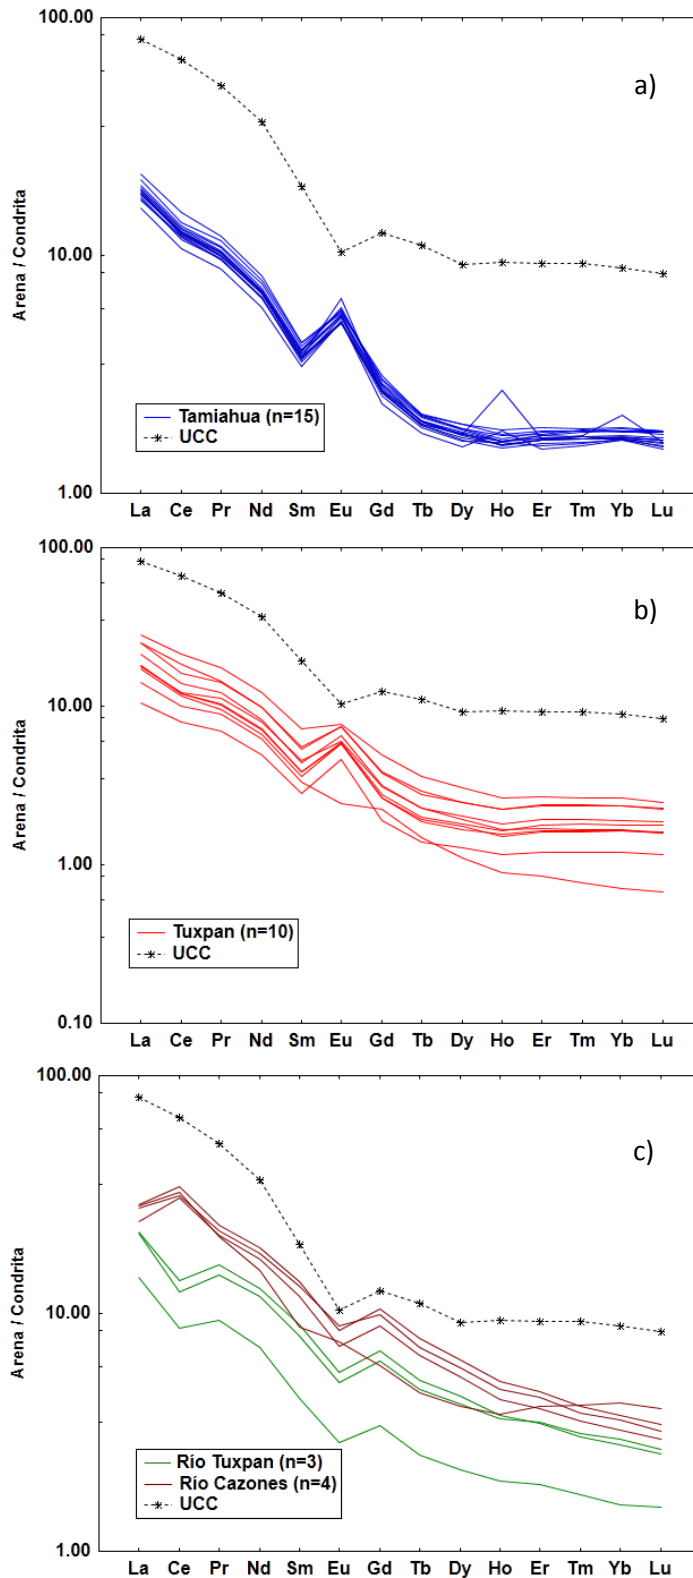 100.00
a)
10.00
Arena / Condrita
Tamiahua (n=15)
UCC
1.00
La Ce Pr Nd Sm Eu Gd Tb Dy Ho Er Tm Yb Lu
100.00
b)
10.00
Arena / Condrita
1.00
Tuxpan (n=10)
UCC
0.10
La Ce Pr Nd Sm Eu Gd Tb Dy Ho Er Tm Yb Lu
100.00
c)
10.00
Arena / Condrita
Río Tuxpan (n=3)
Río Cazones (n=4)
UCC
1.00
La Ce Pr Nd Sm Eu Gd Tb Dy Ho Er Tm Yb Lu